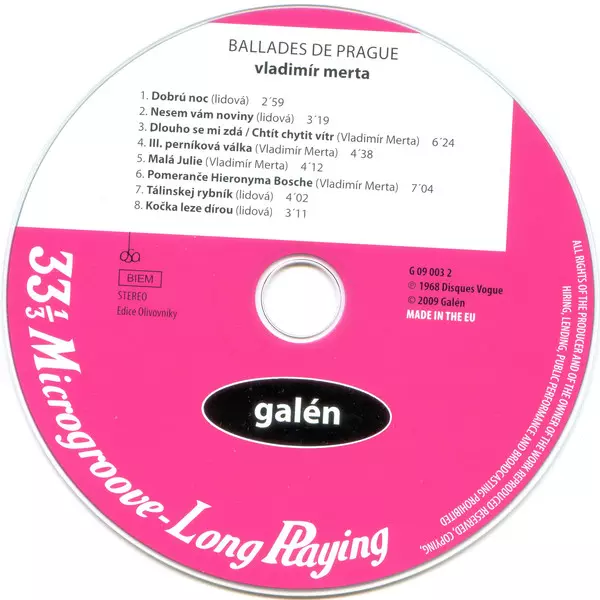 BALLADES DE PRAGUE
vladimír merta
1. Dobrú noc (lidová) 2´59
2. Nesem vám noviny (lidová) 3´19
3. Dlouho se mi zdá / Chtít chytit vítr (Vladimír Merta) 6´24
4. III. perníková válka (Vladimír Merta) 4´38
5. Malá Julie (Vladimír Merta) 4´12
6. Pomeranče Hieronyma Bosche (Vladimír Merta) 7´04
7. Tálinskej rybník (lidová) 4´02
8. Kočka leze dírou (lidová) 3´11
osa
BIEM
STEREO
Edice Olivovníky
G 09 003 2
℗ 1968 Disques Vogue
© 2009 Galén
MADE IN THE EU
galén
33⅓ Microgroove-Long Playing
ALL RIGHTS OF THE PRODUCER AND OF THE OWNER OF THE WORK REPRODUCED RESERVED, COPYING,
HIRING, LENDING, PUBLIC PERFORMANCE AND BROADCASTING PROHIBITED